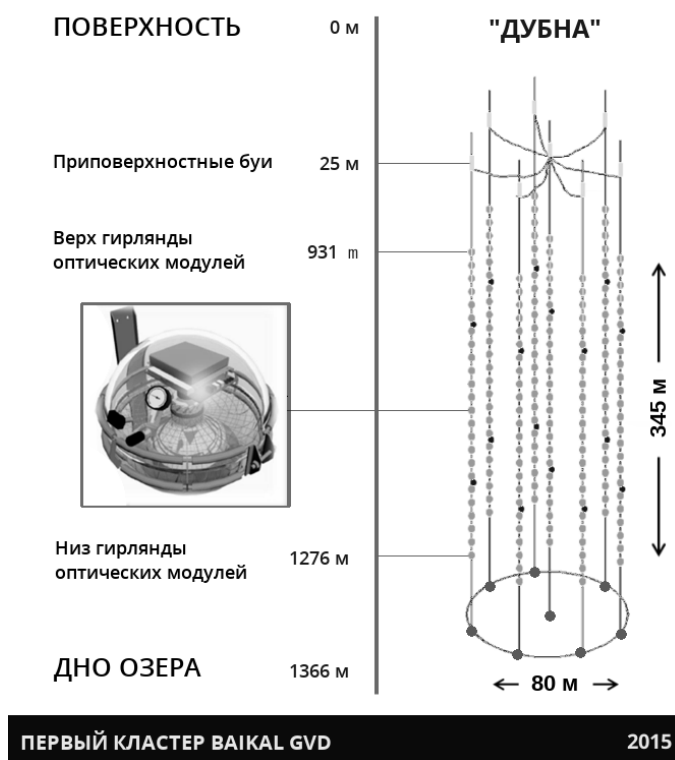 ПОВЕРХНОСТЬ 0 м "ДУБНА"
Приповерхностные буи 25 м
Верх гирлянды
оптических модулей 931 m
345 м
Низ гирлянды
оптических модулей 1276 м
ДНО ОЗЕРА 1366 м
80 м
ПЕРВЫЙ КЛАСТЕР BAIKAL GVD 2015